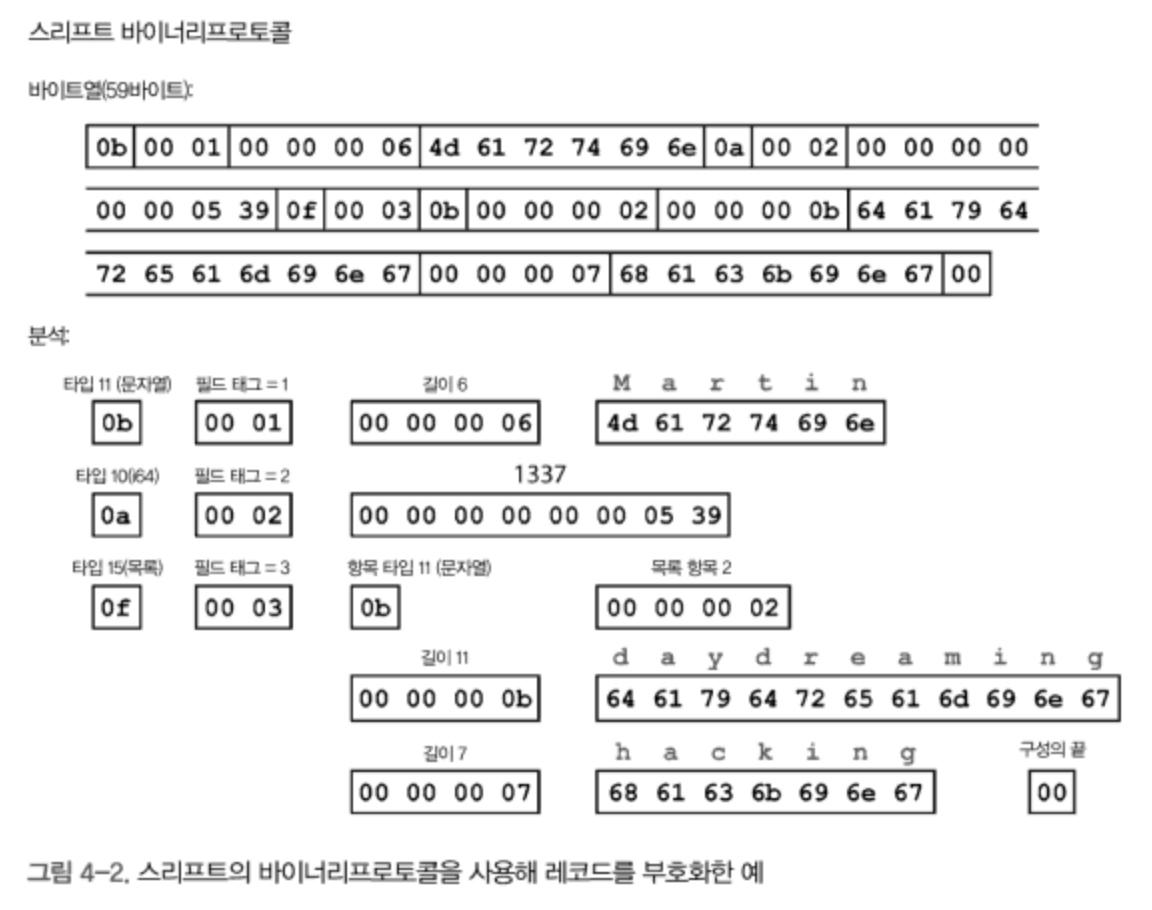 스리프트 바이너리프로토콜
바이트열(59바이트):
0b 00 01 00 00 00 06 4d 61 72 74 69 6e 0a 00 02 00 00 00 00
00 00 05 39 0f 00 03 0b 00 00 00 02 00 00 00 0b 64 61 79 64
72 65 61 6d 69 6e 67 00 00 00 07 68 61 63 6b 69 6e 67 00
분석:
타입 11 (문자열) 필드 태그 = 1 길이 6 M a r t i n
0b 00 01 00 00 00 06 4d 61 72 74 69 6e
타입 10(i64) 필드 태그 = 2 1337
0a 00 02 00 00 00 00 00 00 05 39
타입 15(목록) 필드 태그 = 3 항목 타입 11 (문자열) 목록 항목 2
0f 00 03 0b 00 00 00 02
길이 11 d a y d r e a m i n g
00 00 00 0b 64 61 79 64 72 65 61 6d 69 6e 67
길이 7 h a c k i n g 구성의 끝
00 00 00 07 68 61 63 6b 69 6e 67 00
그림 4-2. 스리프트의 바이너리프로토콜을 사용해 레코드를 부호화한 예